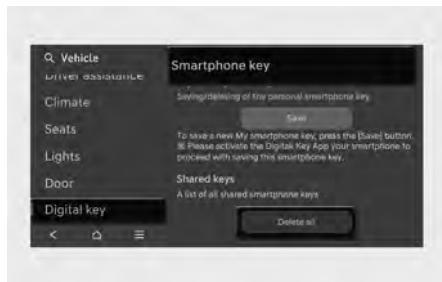 Vehicle
Driver assistance
Climate
Seats
Lights
Door
Digital key
Smartphone key
Saving/deleting of the personal smartphone key
Save
To save a new My smartphone key, press the [Save] button.
※ Please activate the Digital Key App your smartphone to
proceed with saving this smartphone key.
Shared keys
A list of all shared smartphone keys
Delete all